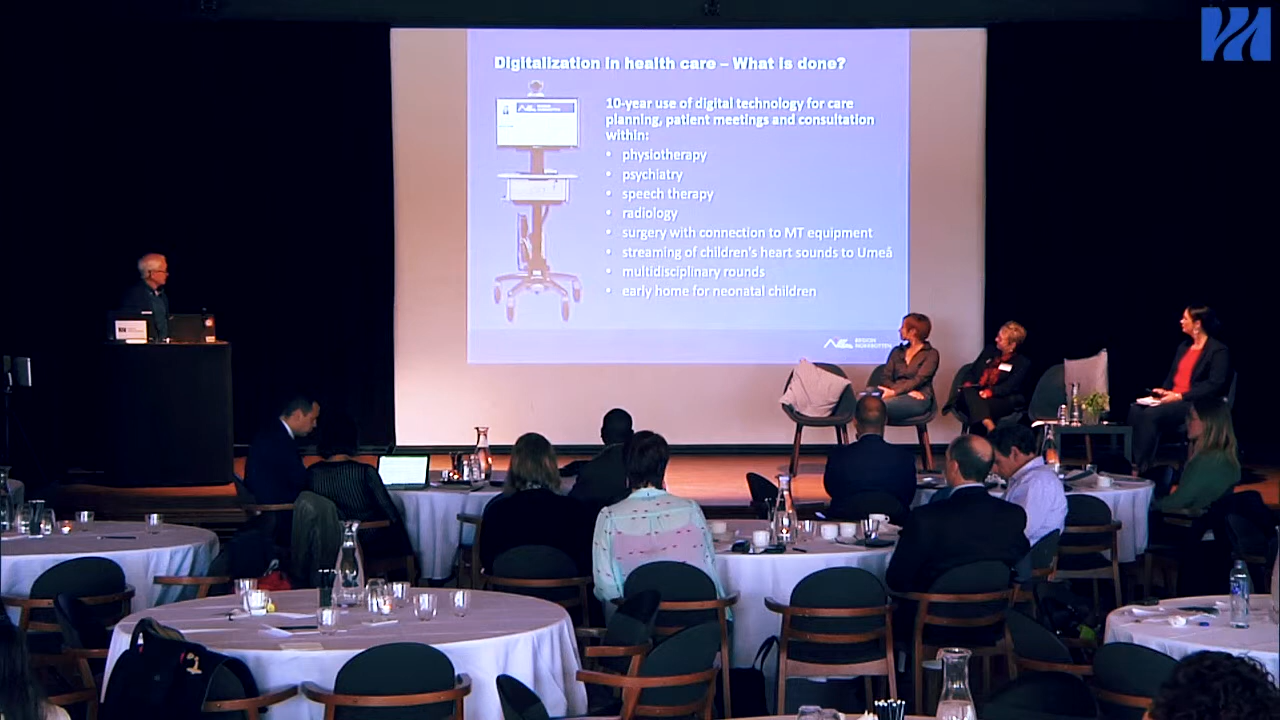 Digitalization in health care – What is done?
10-year use of digital technology for care
planning, patient meetings and consultation
within:
• physiotherapy
• psychiatry
• speech therapy
• radiology
• surgery with connection to MT equipment
• streaming of children's heart sounds to Umeå
• multidisciplinary rounds
• early home for neonatal children
REGION
NORRBOTTEN